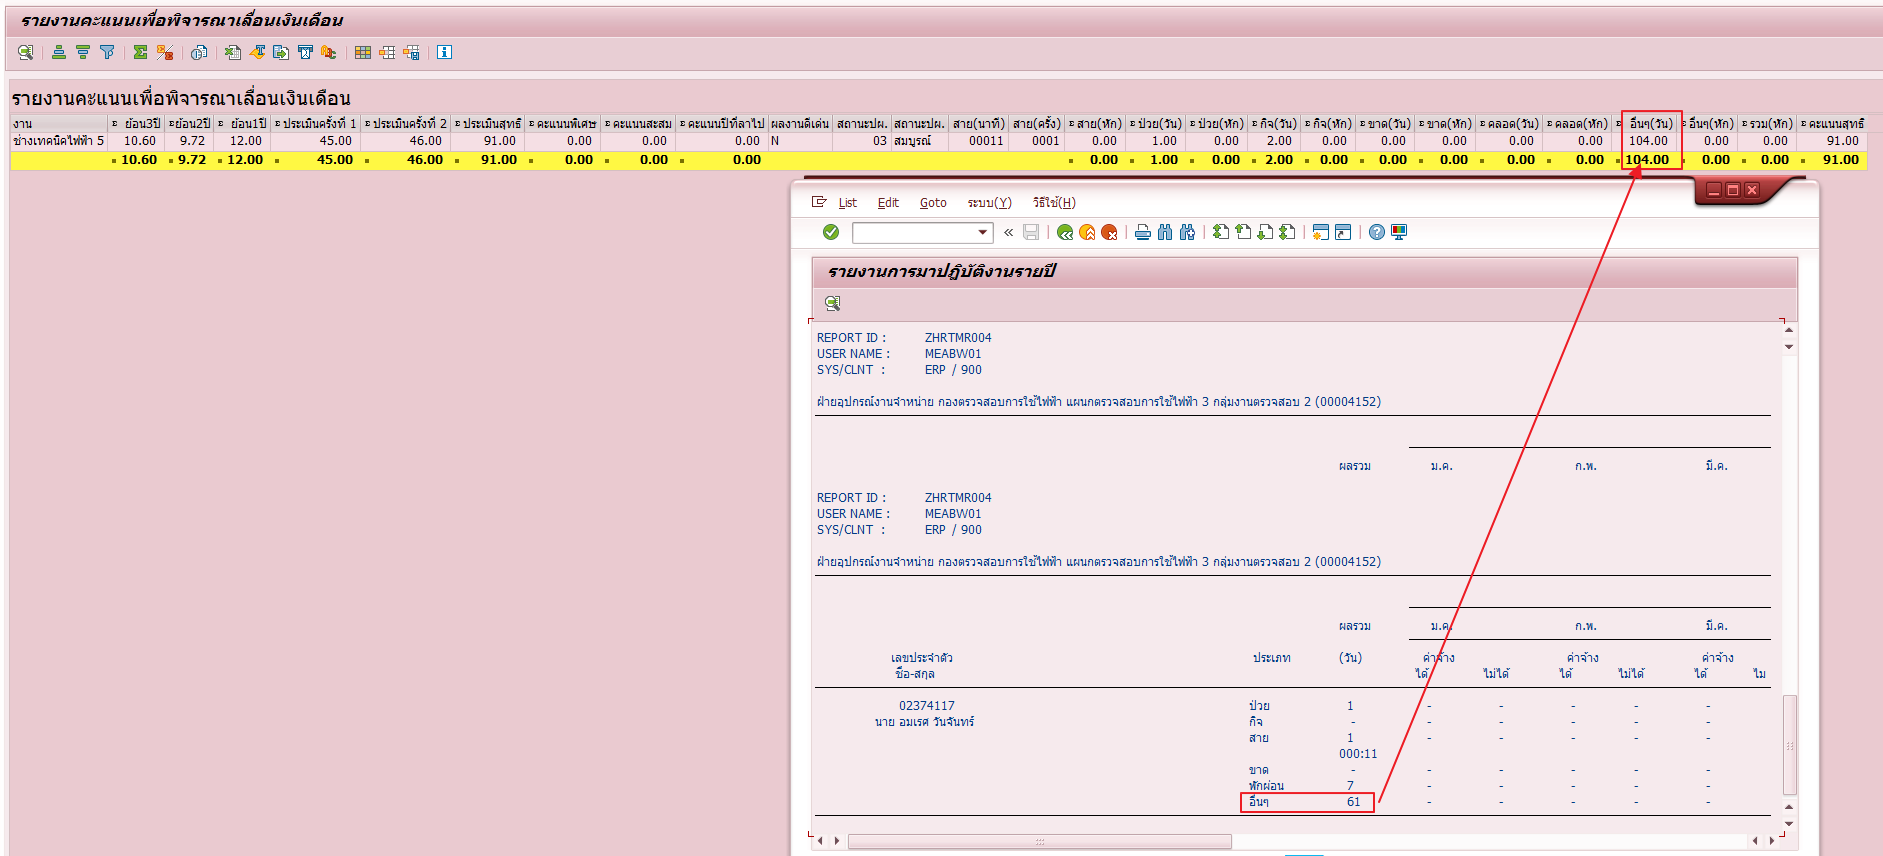 รายงานคะแนนเพื่อพิจารณาเลื่อนเงินเดือน
รายงานคะแนนเพื่อพิจารณาเลื่อนเงินเดือน
งาน Σ ย้อน3ปี Σ ย้อน2ปี Σ ย้อน1ปี Σ ประเมินครั้งที่ 1 Σ ประเมินครั้งที่ 2 Σ ประเมินสุทธิ Σ คะแนนพิเศษ Σ คะแนนสะสม Σ คะแนนปีที่ลาไป ผลงานดีเด่น สถานะปผ. สถานะปผ. สาย(นาที) สาย(ครั้ง) Σ สาย(หัก) Σ ป่วย(วัน) Σ ป่วย(หัก) Σ กิจ(วัน) Σ กิจ(หัก) Σ ขาด(วัน) Σ ขาด(หัก) Σ คลอด(วัน) Σ คลอด(หัก) Σ อื่นๆ(วัน) Σ อื่นๆ(หัก) Σ รวม(หัก) Σ คะแนนสุทธิ
ช่างเทคนิคไฟฟ้า 5 10.60 9.72 12.00 45.00 46.00 91.00 0.00 0.00 0.00 N 03 สมบูรณ์ 00011 0001 0.00 1.00 0.00 2.00 0.00 0.00 0.00 0.00 0.00 104.00 0.00 0.00 91.00
10.60 9.72 12.00 45.00 46.00 91.00 0.00 0.00 0.00 0.00 1.00 0.00 2.00 0.00 0.00 0.00 0.00 0.00 104.00 0.00 0.00 91.00
List Edit Goto ระบบ(Y) วิธีใช้(H)
รายงานการมาปฏิบัติงานรายปี
REPORT ID : ZHRTMR004
USER NAME : MEABW01
SYS/CLNT : ERP / 900
ฝ่ายอุปกรณ์งานจำหน่าย กองตรวจสอบการใช้ไฟฟ้า แผนกตรวจสอบการใช้ไฟฟ้า 3 กลุ่มงานตรวจสอบ 2 (00004152)
ผลรวม ม.ค. ก.พ. มี.ค.
REPORT ID : ZHRTMR004
USER NAME : MEABW01
SYS/CLNT : ERP / 900
ฝ่ายอุปกรณ์งานจำหน่าย กองตรวจสอบการใช้ไฟฟ้า แผนกตรวจสอบการใช้ไฟฟ้า 3 กลุ่มงานตรวจสอบ 2 (00004152)
ผลรวม ม.ค. ก.พ. มี.ค.
เลขประจำตัว ประเภท (วัน) ค่าจ้าง ค่าจ้าง ค่าจ้าง
ชื่อ-สกุล ได้ ไม่ได้ ได้ ไม่ได้ ได้ ไม
02374117 ป่วย 1 - - - - -
นาย อมเรศ วันจันทร์ กิจ - - - - - -
สาย 1 - - - - -
000:11
ขาด - - - - - -
พักผ่อน 7 - - - - -
อื่นๆ 61 - - - - -